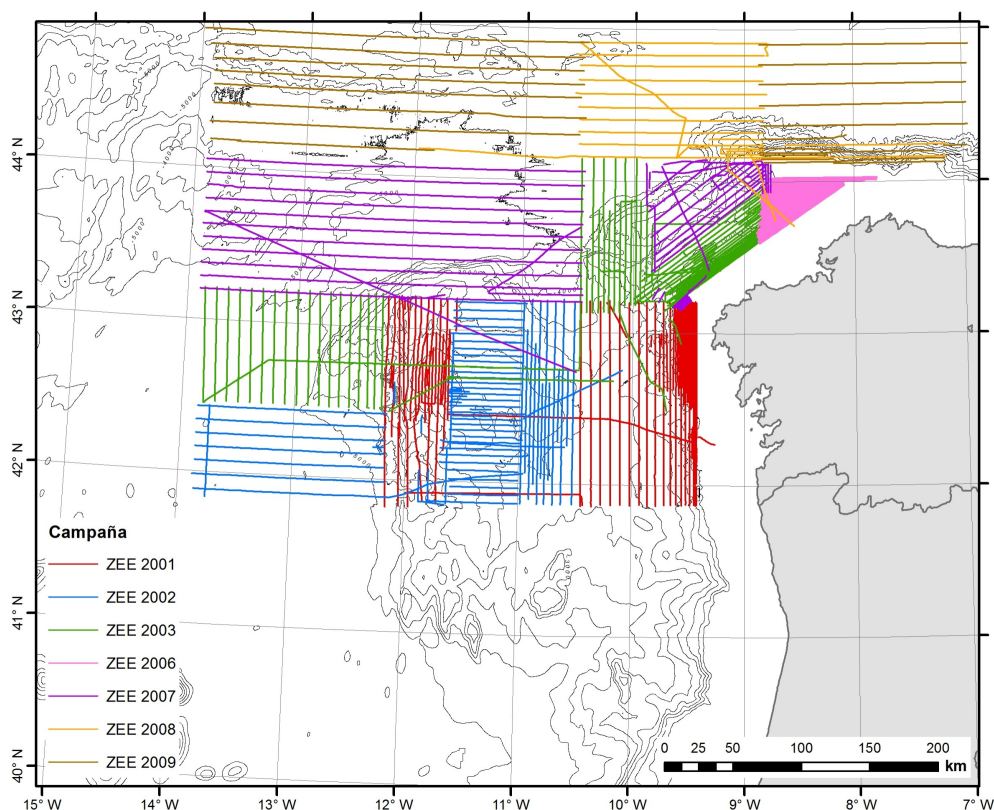 44° N
43° N
42° N
41° N
40° N
Campaña
ZEE 2001
ZEE 2002
ZEE 2003
ZEE 2006
ZEE 2007
ZEE 2008
ZEE 2009
0 25 50 100 150 200
km
15° W 14° W 13° W 12° W 11° W 10° W 9° W 8° W 7° W